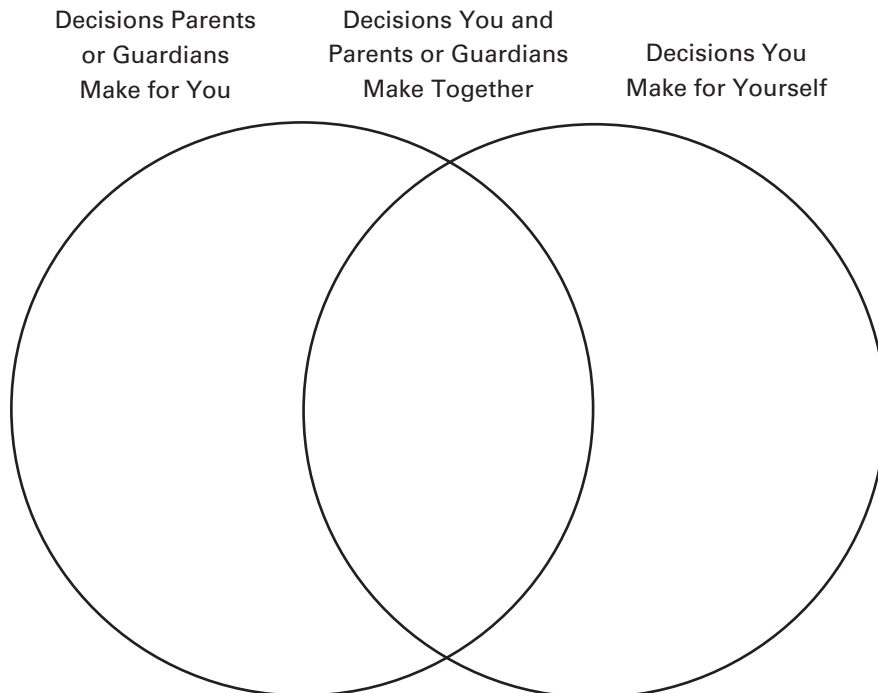 Decisions Parents
or Guardians
Make for You
Decisions You and
Parents or Guardians
Make Together
Decisions You
Make for Yourself